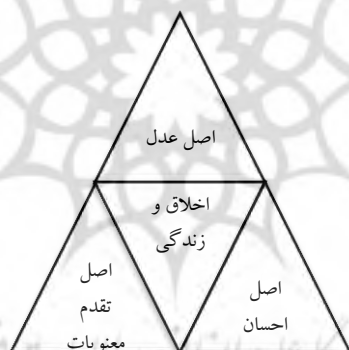 اصل عدل
اخلاق و
زندگی
اصل
تقدم
معنویات
اصل
احسان